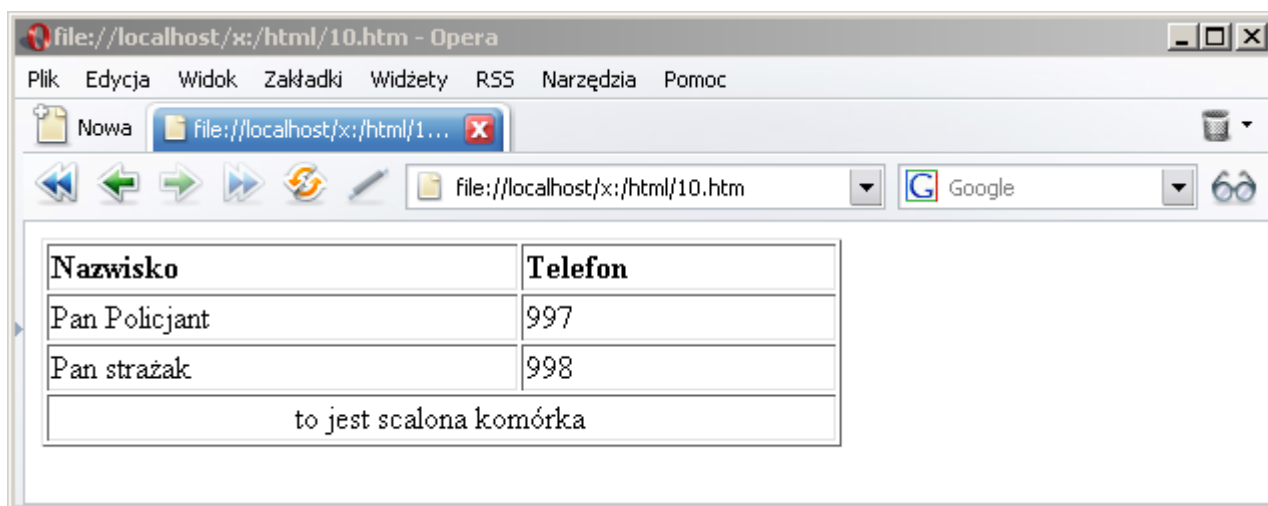 file://localhost/x:/html/10.htm - Opera
Plik Edycja Widok Zakładki Widżety RSS Narzędzia Pomoc
Nowa file://localhost/x:/html/1...
file://localhost/x:/html/10.htm G Google
Nazwisko Telefon
Pan Policjant 997
Pan strażak 998
to jest scalona komórka